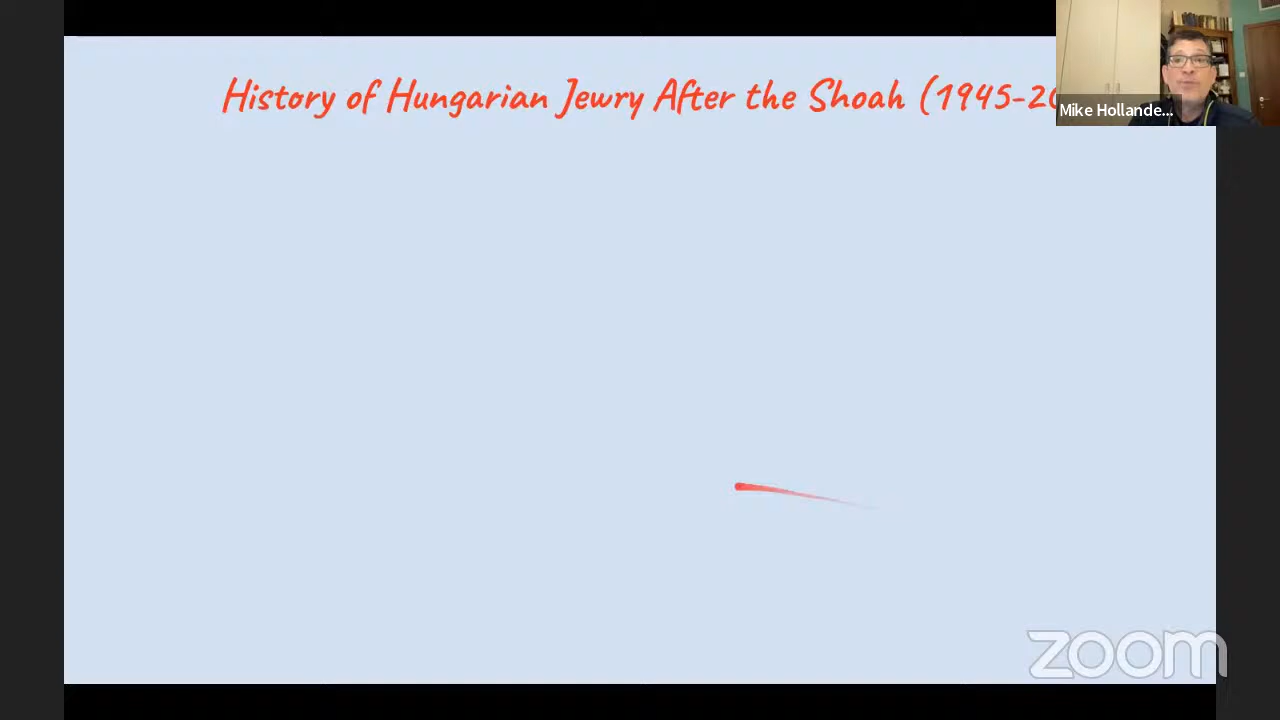 History of Hungarian Jewry After the Shoah (1945-20
Mike Hollande...
zoom